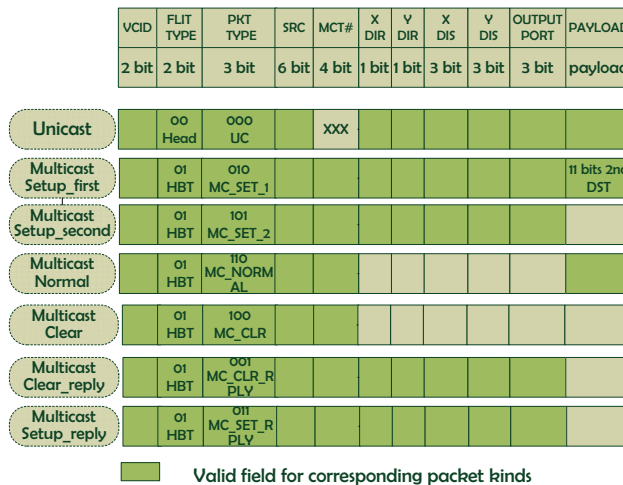 VCID FLIT TYPE PKT TYPE SRC MCT# X DIR Y DIR X DIS Y DIS OUTPUT PORT PAYLOAD
2 bit 2 bit 3 bit 6 bit 4 bit 1 bit 1 bit 3 bit 3 bit 3 bit payload
Unicast 00 Head 000 UC XXX
Multicast Setup_first 01 HBT 010 MC_SET_1 11 bits 2nd DST
Multicast Setup_second 01 HBT 101 MC_SET_2
Multicast Normal 01 HBT 110 MC_NORMAL
Multicast Clear 01 HBT 100 MC_CLR
Multicast Clear_reply 01 HBT 001 MC_CLR_RPLY
Multicast Setup_reply 01 HBT 011 MC_SET_RPLY
Valid field for corresponding packet kinds